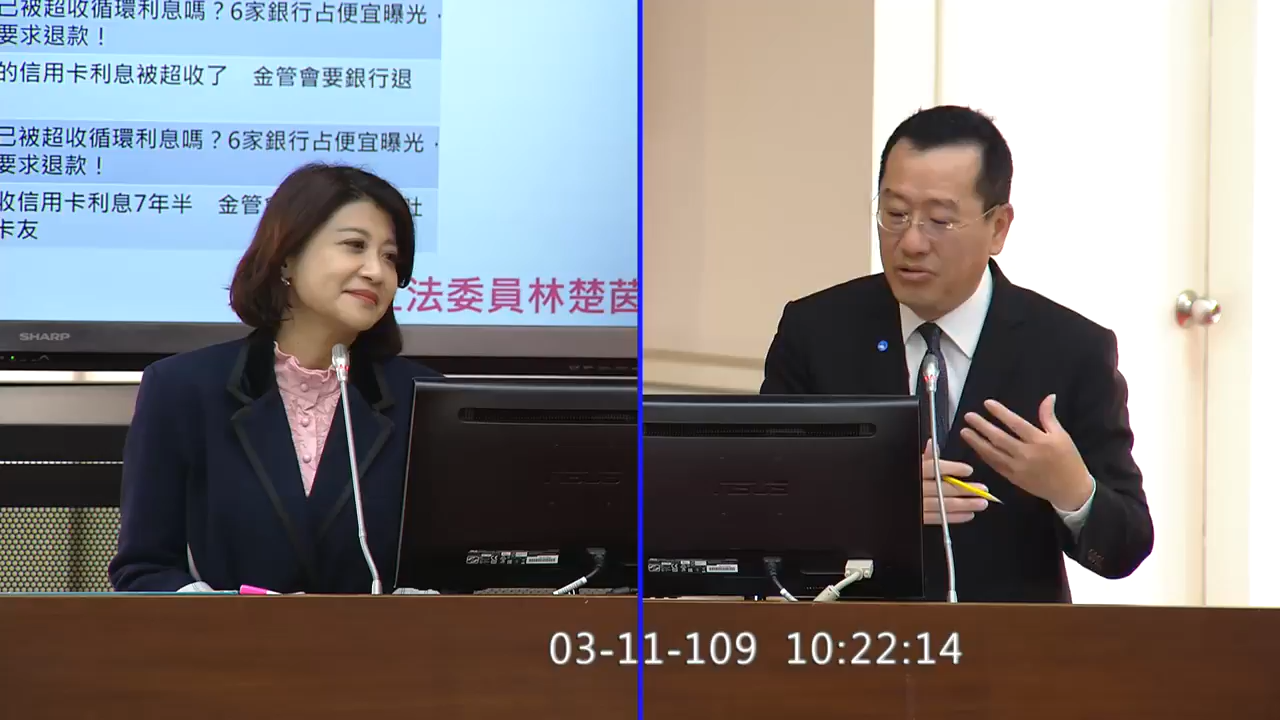 己被超收循環利息嗎？6家銀行占便宜曝光，
要求退款！
的信用卡利息被超收了 金管會要銀行退
己被超收循環利息嗎？6家銀行占便宜曝光，
要求退款！
收信用卡利息7年半 金管
卡友
法委員林楚茵
SHARP
ASUS
ASUS
03-11-109 10:22:14